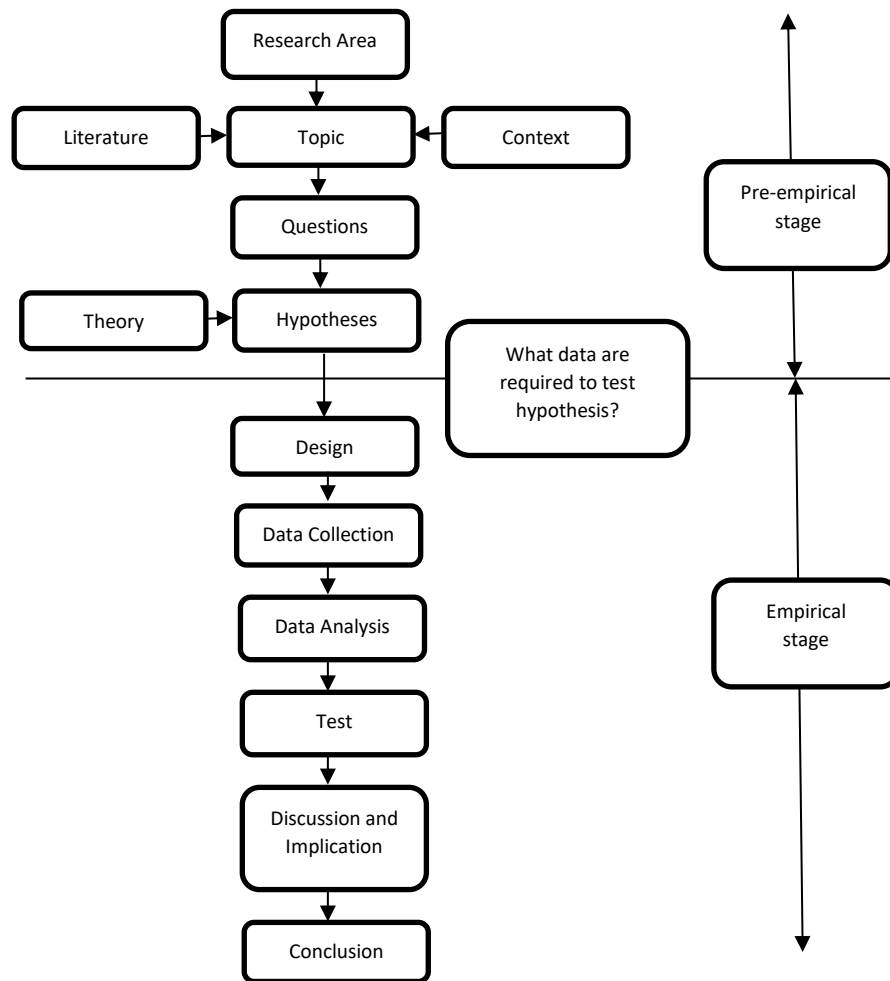 Research Area
Literature
Topic
Context
Pre-empirical
stage
Questions
Theory
Hypotheses
What data are
required to test
hypothesis?
Design
Data Collection
Empirical
stage
Data Analysis
Test
Discussion and
Implication
Conclusion